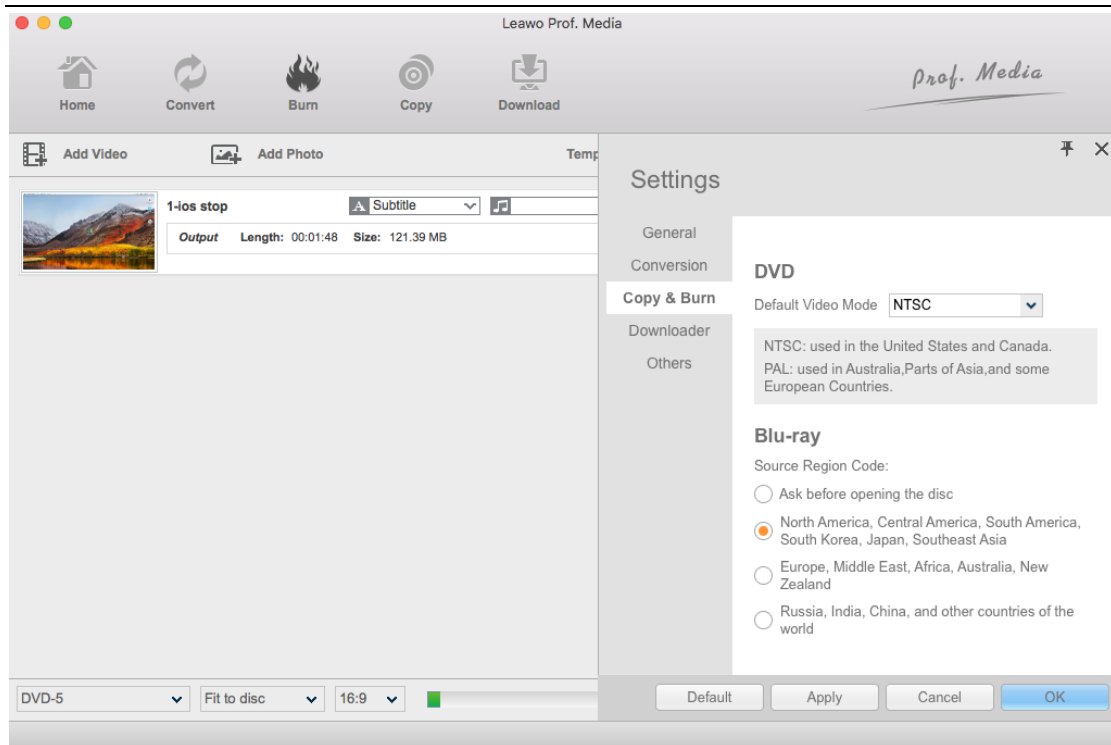 Leawo Prof. Media
Home Convert Burn Copy Download
Prof. Media
Add Video Add Photo
Temp
1-ios stop A Subtitle
Output Length: 00:01:48 Size: 121.39 MB
Settings
General
Conversion
Copy & Burn
Downloader
Others
DVD
Default Video Mode NTSC
NTSC: used in the United States and Canada.
PAL: used in Australia,Parts of Asia,and some
European Countries.
Blu-ray
Source Region Code:
Ask before opening the disc
North America, Central America, South America,
South Korea, Japan, Southeast Asia
Europe, Middle East, Africa, Australia, New
Zealand
Russia, India, China, and other countries of the
world
DVD-5 Fit to disc 16:9
Default Apply Cancel OK